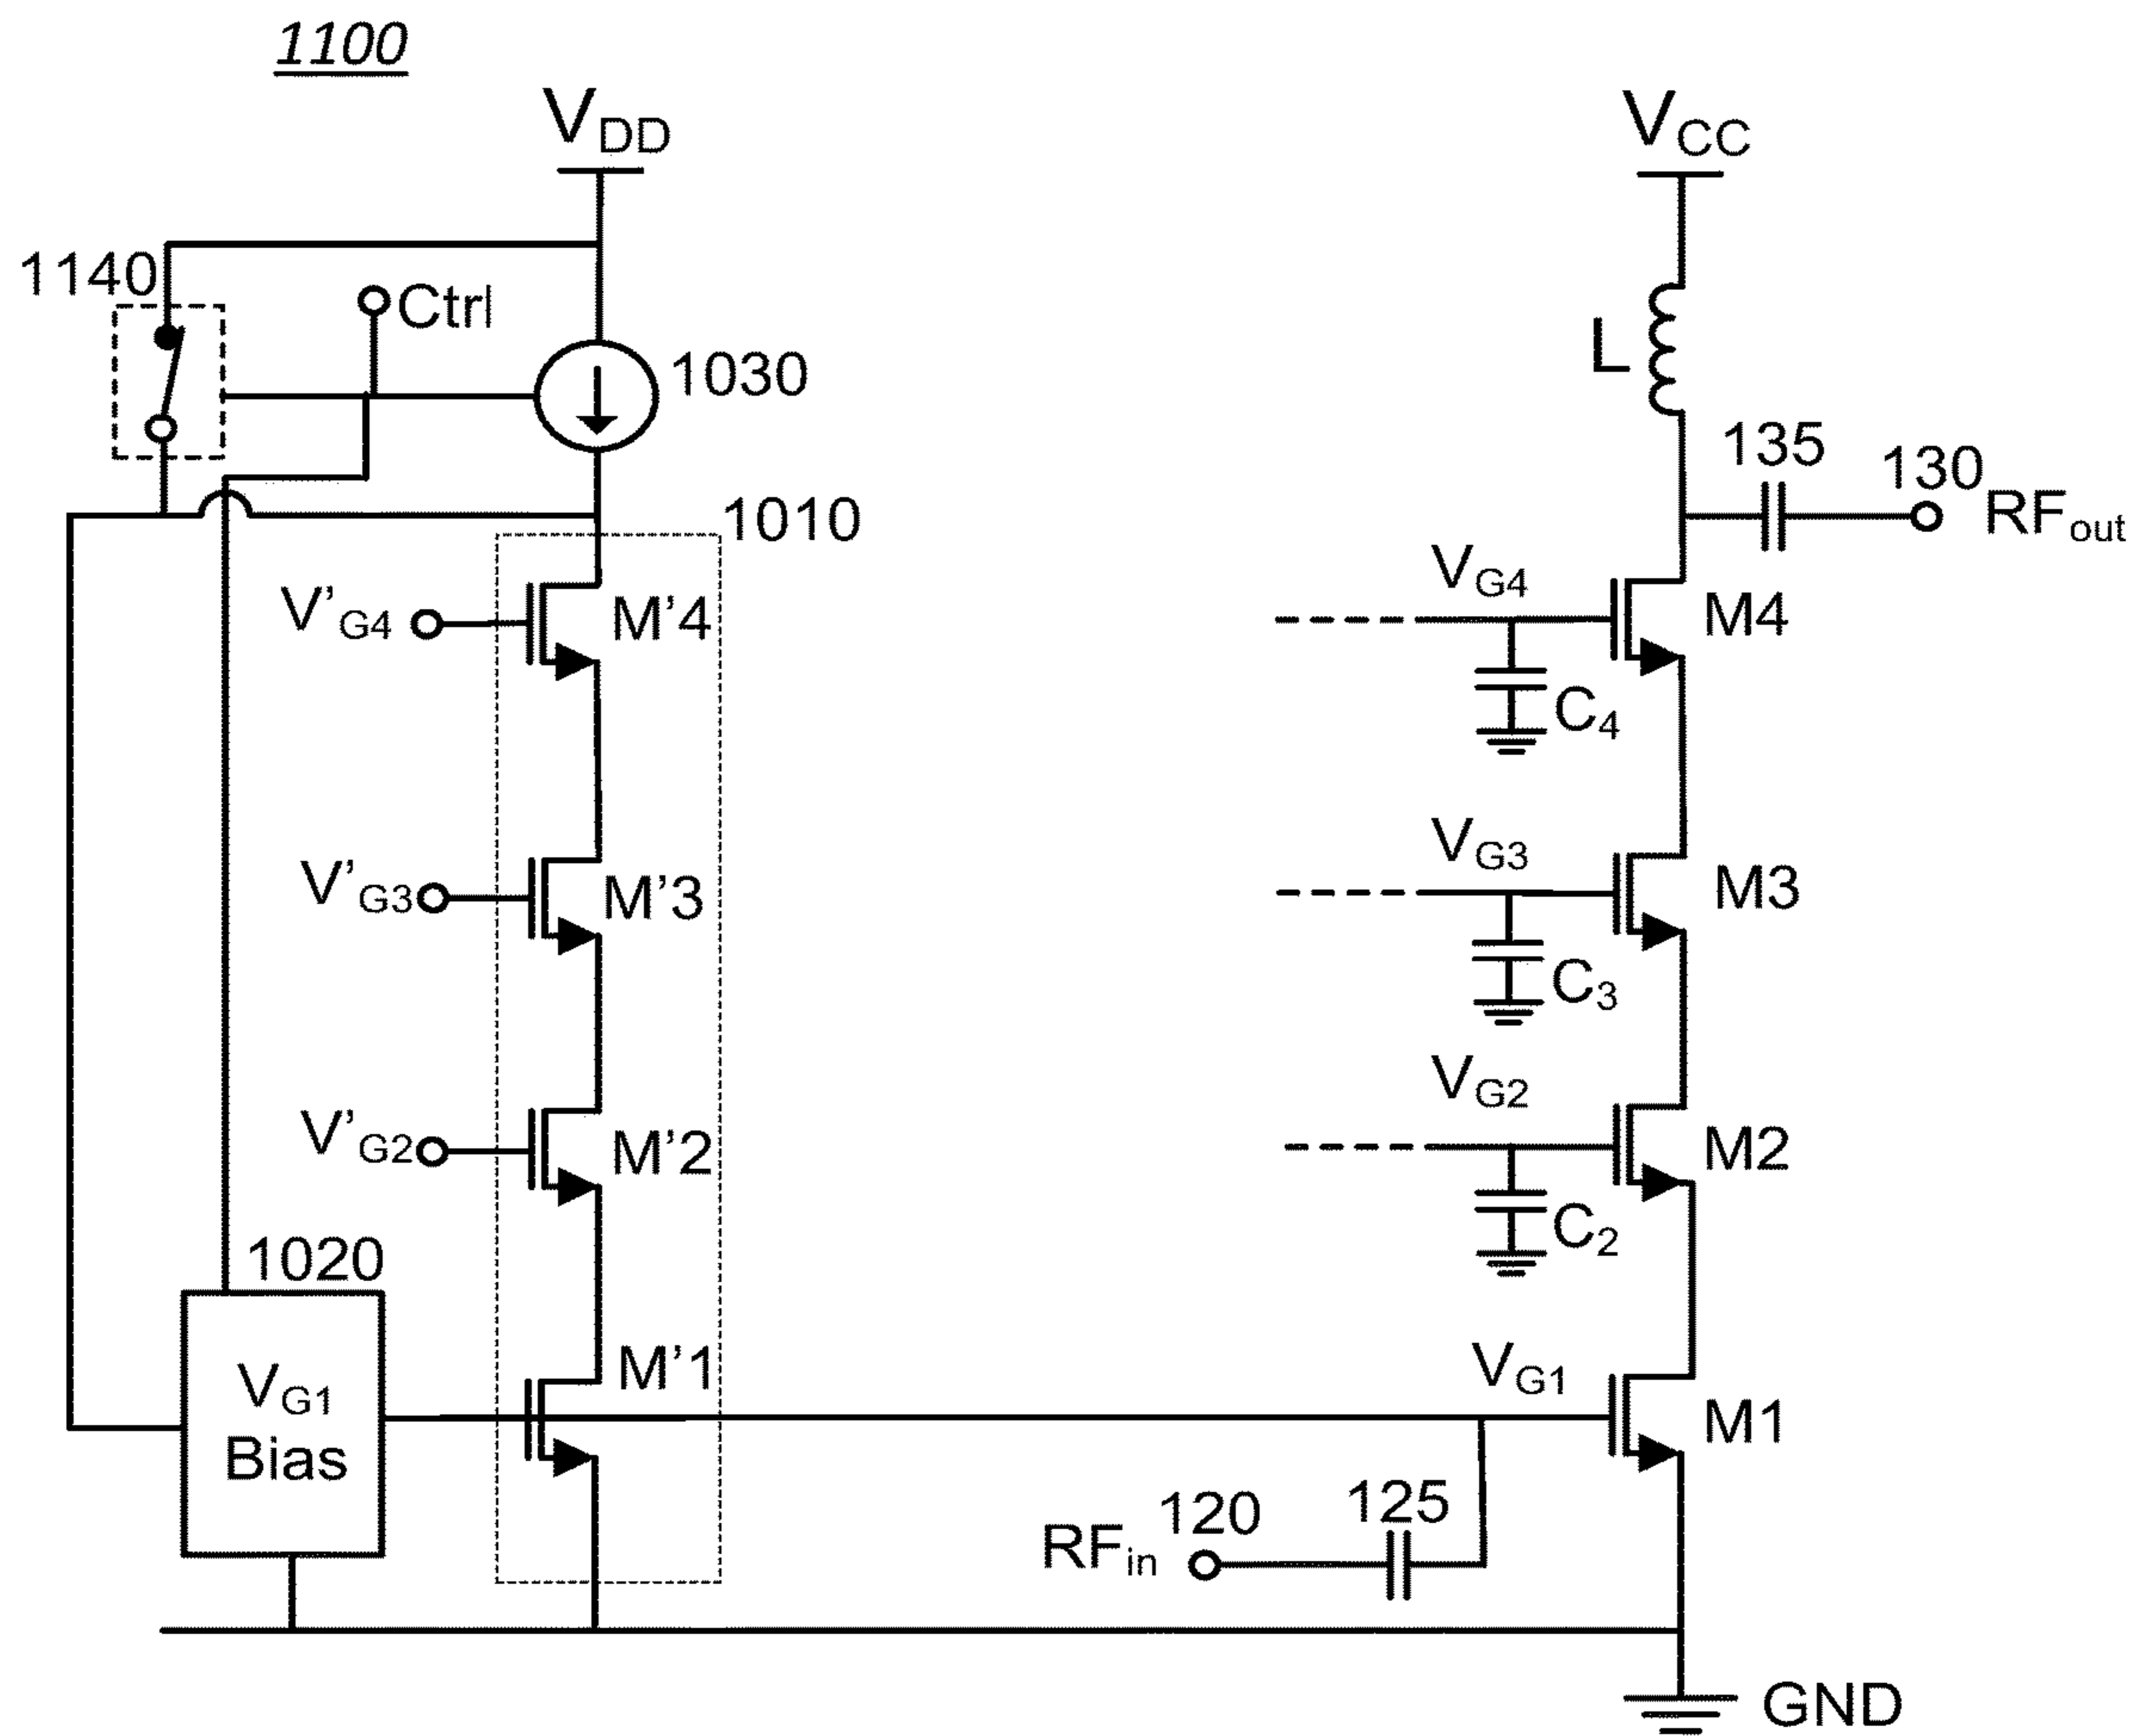 1100
VDD
VCC
1140
Ctrl
1030
L
135
130
RFout
1010
V'G4
M'4
VG4
M4
C4
V'G3
M'3
VG3
M3
C3
V'G2
M'2
VG2
M2
C2
1020
VG1
Bias
M'1
VG1
M1
RFin
120
125
GND